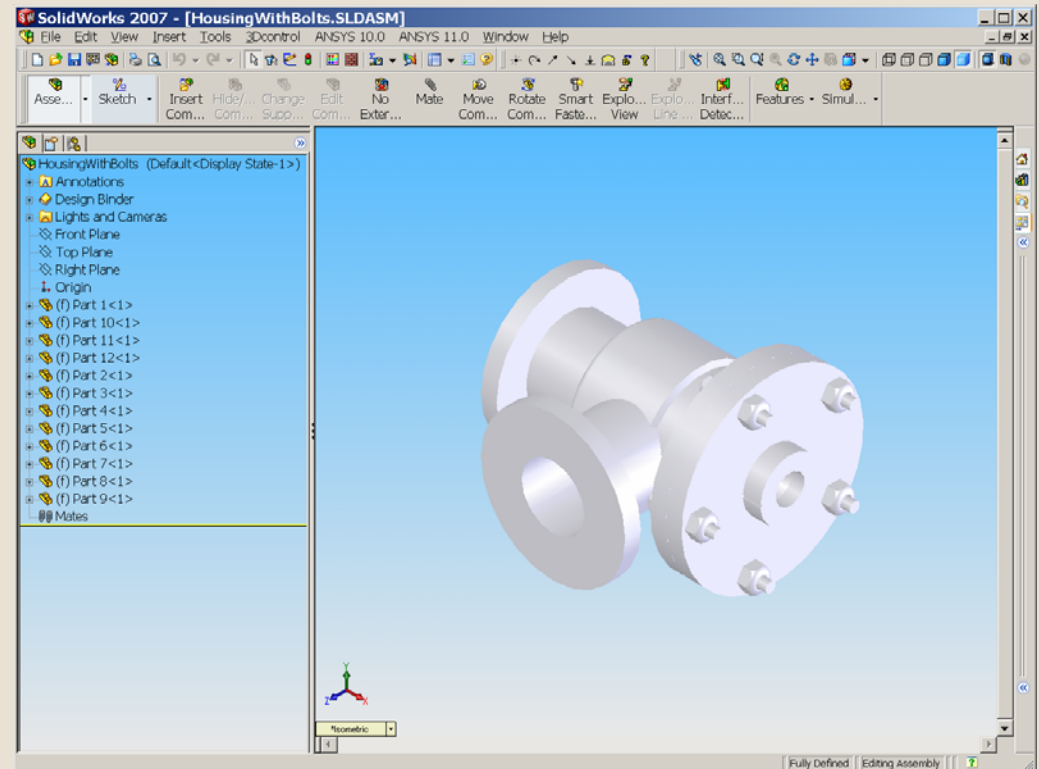 SolidWorks 2007 - [HousingWithBolts.SLDASM]
File Edit View Insert Tools 3Dcontrol ANSYS 10.0 ANSYS 11.0 Window Help
Asse... Sketch Insert Com... Hide/... Com... Change Supp... Edit Com... No Exter... Mate Move Com... Rotate Com... Smart Faste... Explo... View Explo... Line ... Interf... Detec... Features Simul...
HousingWithBolts (Default<Display State-1>)
Annotations
Design Binder
Lights and Cameras
Front Plane
Top Plane
Right Plane
Origin
(f) Part 1<1>
(f) Part 10<1>
(f) Part 11<1>
(f) Part 12<1>
(f) Part 2<1>
(f) Part 3<1>
(f) Part 4<1>
(f) Part 5<1>
(f) Part 6<1>
(f) Part 7<1>
(f) Part 8<1>
(f) Part 9<1>
Mates
Y
Z X
*Isometric
Fully Defined Editing Assembly ?